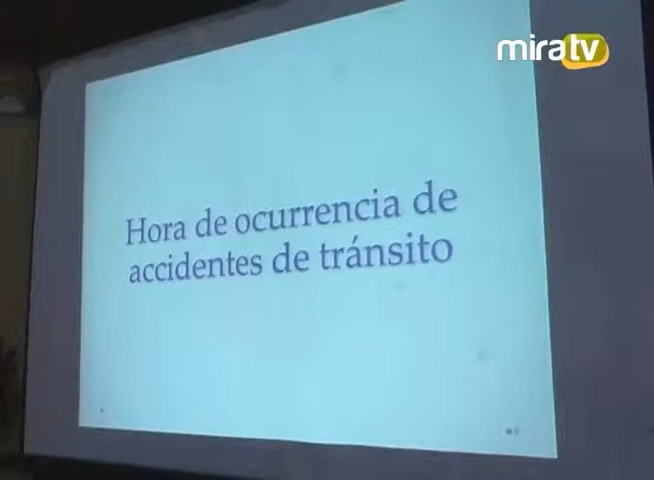 miratv
Hora de ocurrencia de
accidentes de tránsito